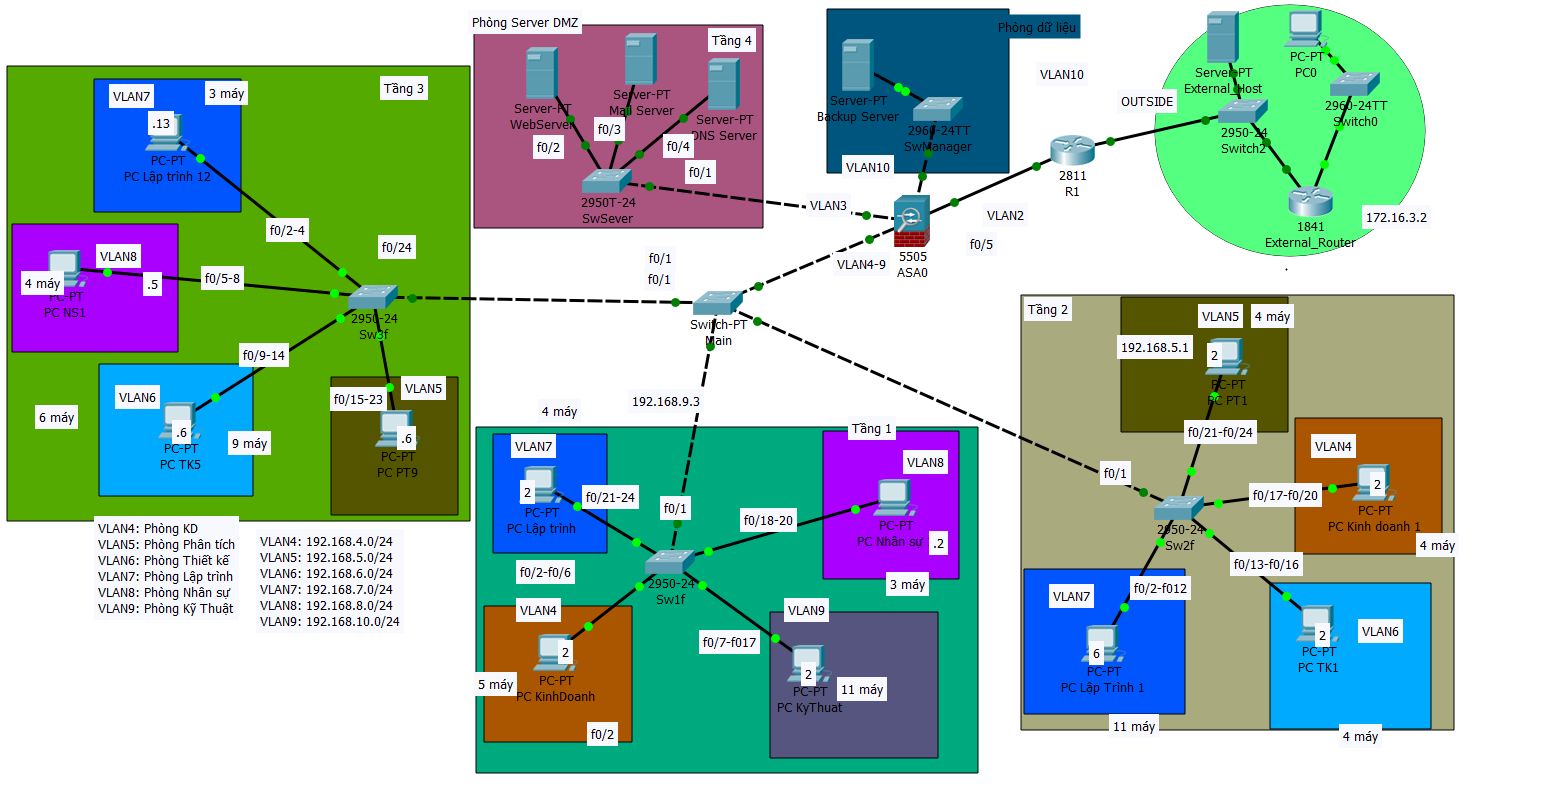 Tầng 3
VLAN7
3 máy
.13
PC-PT
PC Lập trình 12
f0/2-4
f0/24
VLAN8
4 máy
.5
PC-PT
PC NS1
f0/5-8
2950-24
Sw3f
f0/9-14
VLAN6
6 máy
.6
9 máy
PC-PT
PC TK5
f0/15-23
VLAN5
.6
PC-PT
PC PT9
VLAN4: Phòng KD
VLAN5: Phòng Phân tích
VLAN6: Phòng Thiết kế
VLAN7: Phòng Lập trình
VLAN8: Phòng Nhân sự
VLAN9: Phòng Kỹ Thuật
VLAN4: 192.168.4.0/24
VLAN5: 192.168.5.0/24
VLAN6: 192.168.6.0/24
VLAN7: 192.168.7.0/24
VLAN8: 192.168.8.0/24
VLAN9: 192.168.10.0/24
Phòng Server DMZ
Tầng 4
Server-PT
WebServer
Server-PT
Mail Server
Server-PT
DNS Server
f0/2
f0/3
f0/4
f0/1
2950T-24
SwSever
VLAN3
Phòng dữ liệu
Server-PT
Backup Server
2960-24TT
SwManager
VLAN10
VLAN10
OUTSIDE
2811
R1
VLAN2
f0/5
5505
ASA0
VLAN4-9
f0/1
f0/1
Switch-PT
Main
Server-PT
External_Host
PC-PT
PC0
2960-24TT
Switch0
2950-24
Switch2
172.16.3.2
1841
External_Router
192.168.9.3
4 máy
Tầng 1
VLAN7
2
PC-PT
PC Lập trình
f0/21-24
f0/1
f0/18-20
VLAN8
PC-PT
PC Nhân sự
.2
3 máy
f0/2-f0/6
2950-24
Sw1f
VLAN4
2
PC-PT
PC KinhDoanh
5 máy
f0/2
f0/7-f017
VLAN9
2
PC-PT
PC KyThuat
11 máy
Tầng 2
VLAN5
4 máy
192.168.5.1
2
PC-PT
PC PT1
f0/21-f0/24
f0/1
VLAN4
2
PC-PT
PC Kinh doanh 1
4 máy
f0/17-f0/20
2950-24
Sw2f
f0/13-f0/16
f0/2-f012
VLAN7
6
PC-PT
PC Lập Trình 1
11 máy
VLAN6
2
PC-PT
PC TK1
4 máy